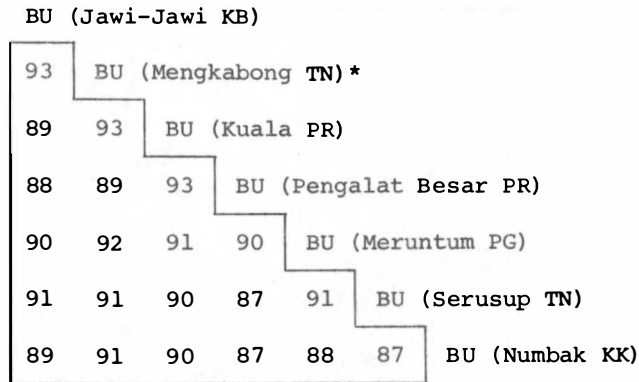 BU (Jawi-Jawi KB)
93 BU (Mengkabong TN)*
89 93 BU (Kuala PR)
88 89 93 BU (Pengalat Besar PR)
90 92 91 90 BU (Meruntum PG)
91 91 90 87 91 BU (Serusup TN)
89 91 90 87 88 87 BU (Numbak KK)